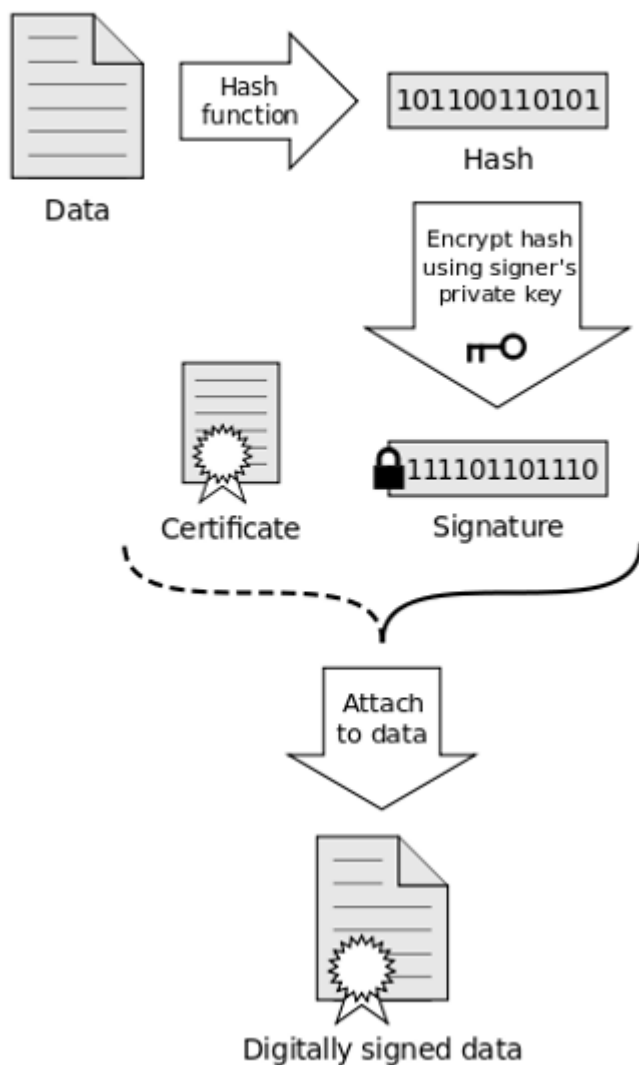 Hash
function
101100110101
Hash
Data
Encrypt hash
using signer's
private key
111101101110
Certificate
Signature
Attach
to data
Digitally signed data